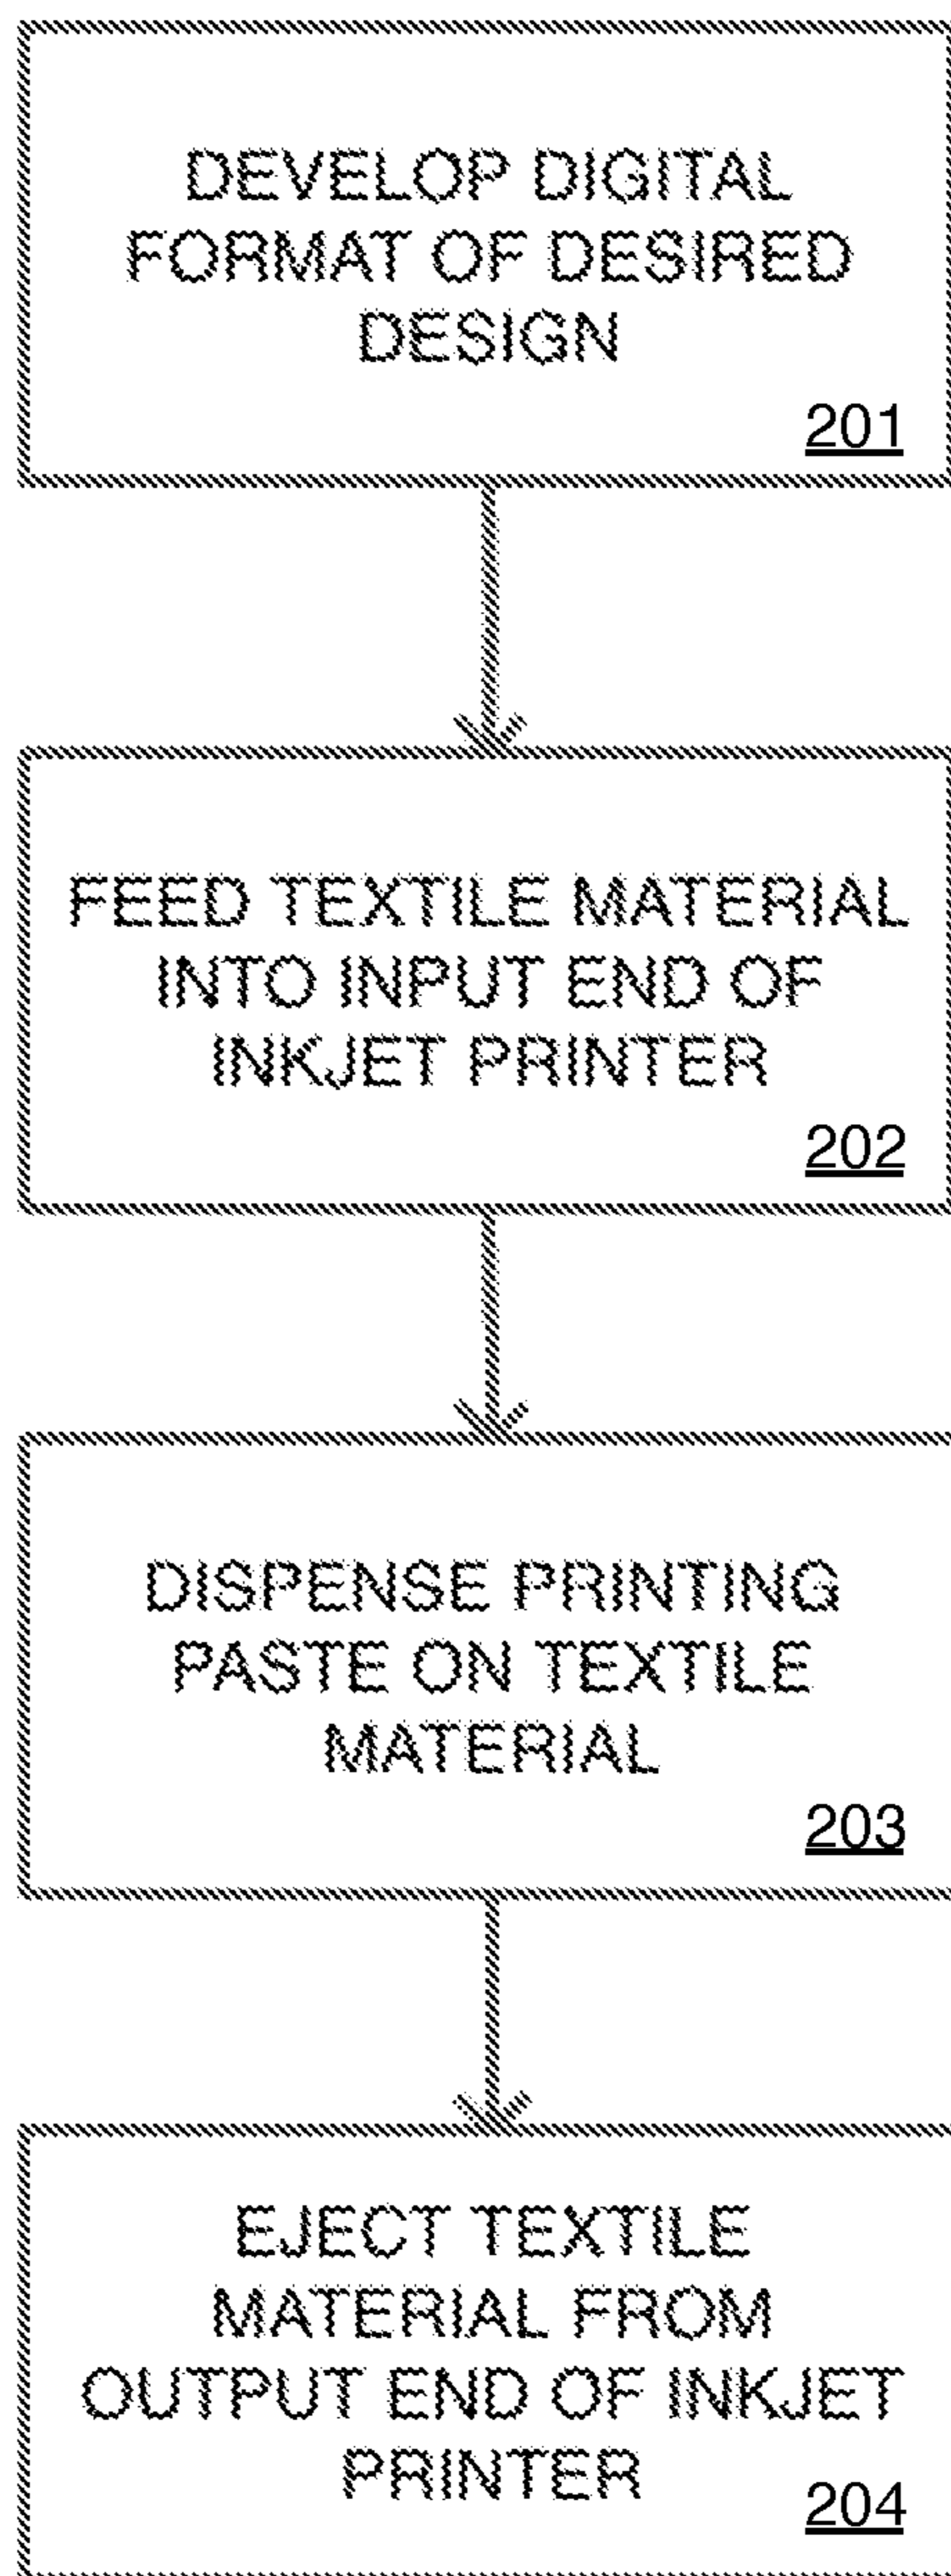 DEVELOP DIGITAL
FORMAT OF DESIRED
DESIGN
201
FEED TEXTILE MATERIAL
INTO INPUT END OF
INKJET PRINTER
202
DISPENSE PRINTING
PASTE ON TEXTILE
MATERIAL
203
EJECT TEXTILE
MATERIAL FROM
OUTPUT END OF INKJET
PRINTER
204